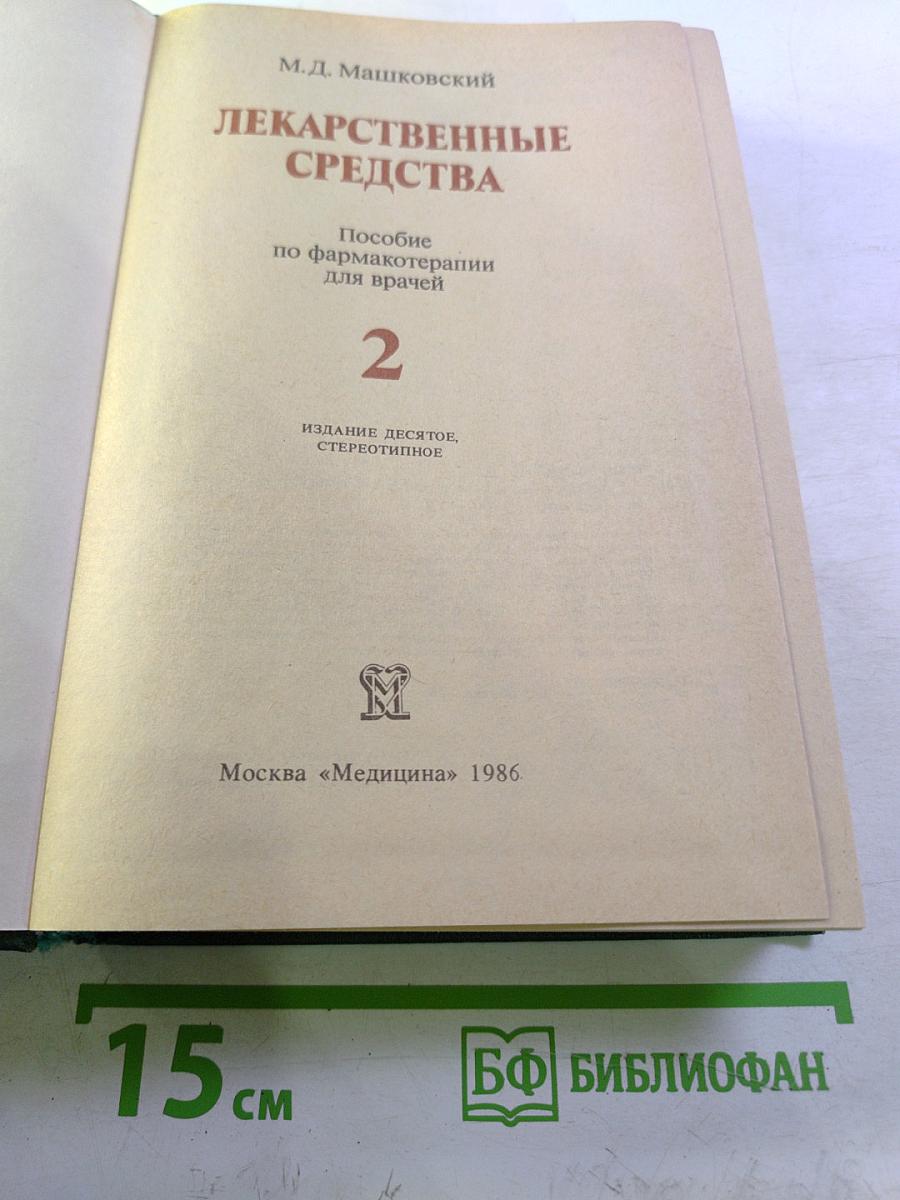 М.Д. Машковский
ЛЕКАРСТВЕННЫЕ
СРЕДСТВА
Пособие
по фармакотерапии
для врачей
2
ИЗДАНИЕ ДЕСЯТОЕ,
СТЕРЕОТИПНОЕ
М
Москва «Медицина» 1986
15 см
БФ БИБЛИОФАН